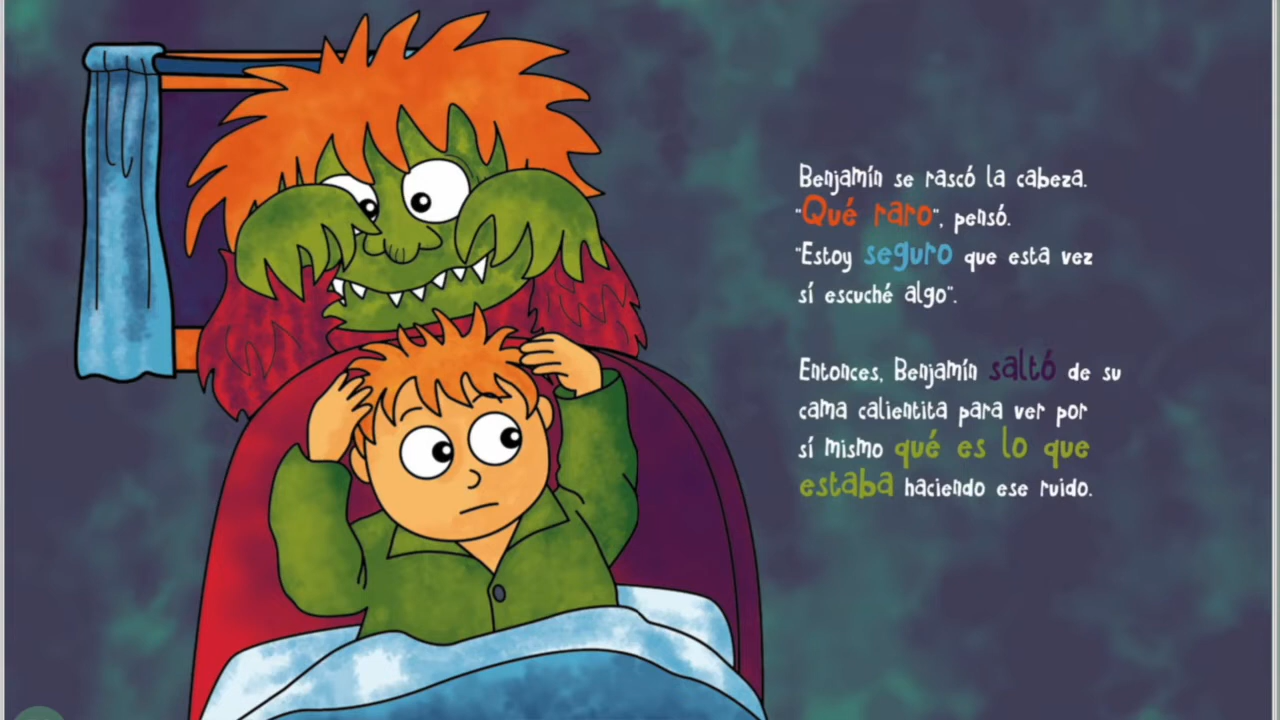 Benjamín se rascó la cabeza.
"Qué raro", pensó.
"Estoy seguro que esta vez
sí escuché algo".
Entonces, Benjamín saltó de su
cama calientita para ver por
sí mismo qué es lo que
estaba haciendo ese ruido.